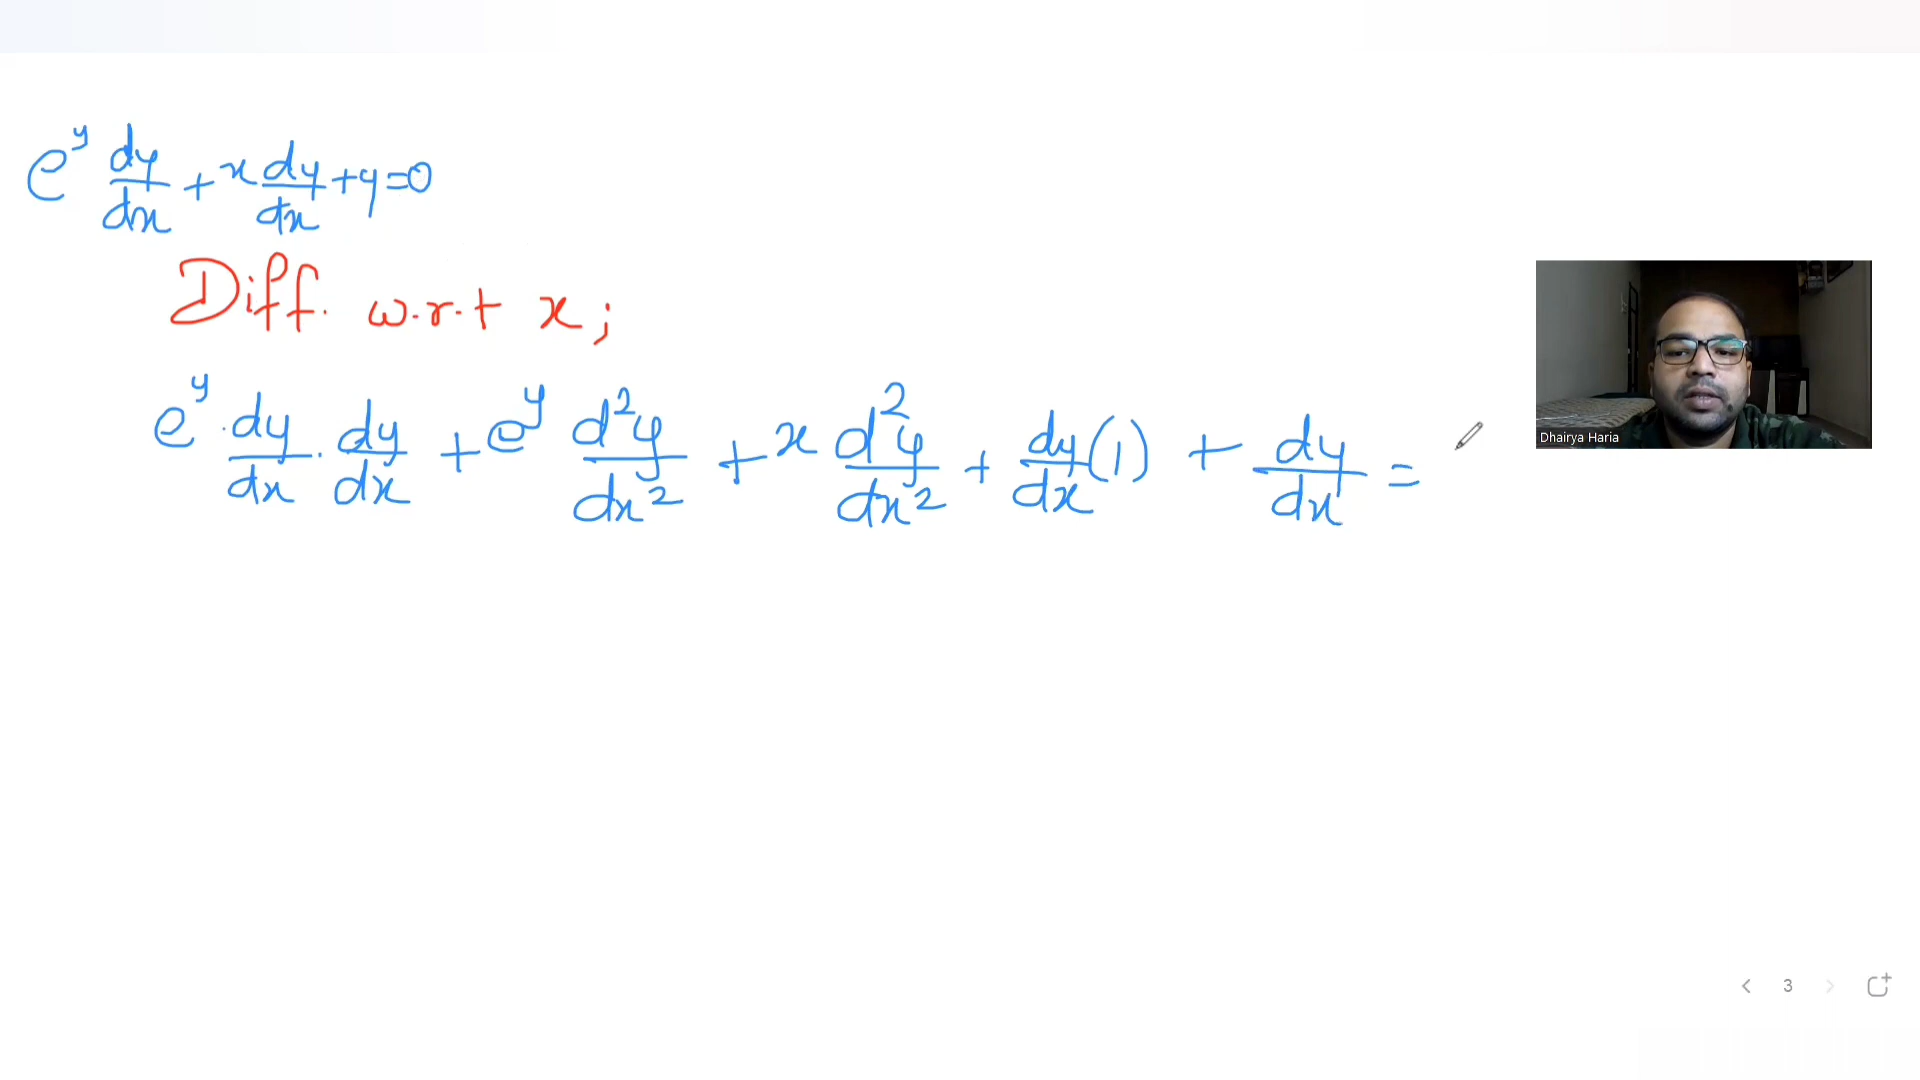 e^y dy/dx + x dy/dx + y = 0
Diff. w.r.t x;
e^y . dy/dx . dy/dx + e^y d²y/dx² + x d²y/dx² + dy/dx (1) + dy/dx =
Dhairya Haria
3